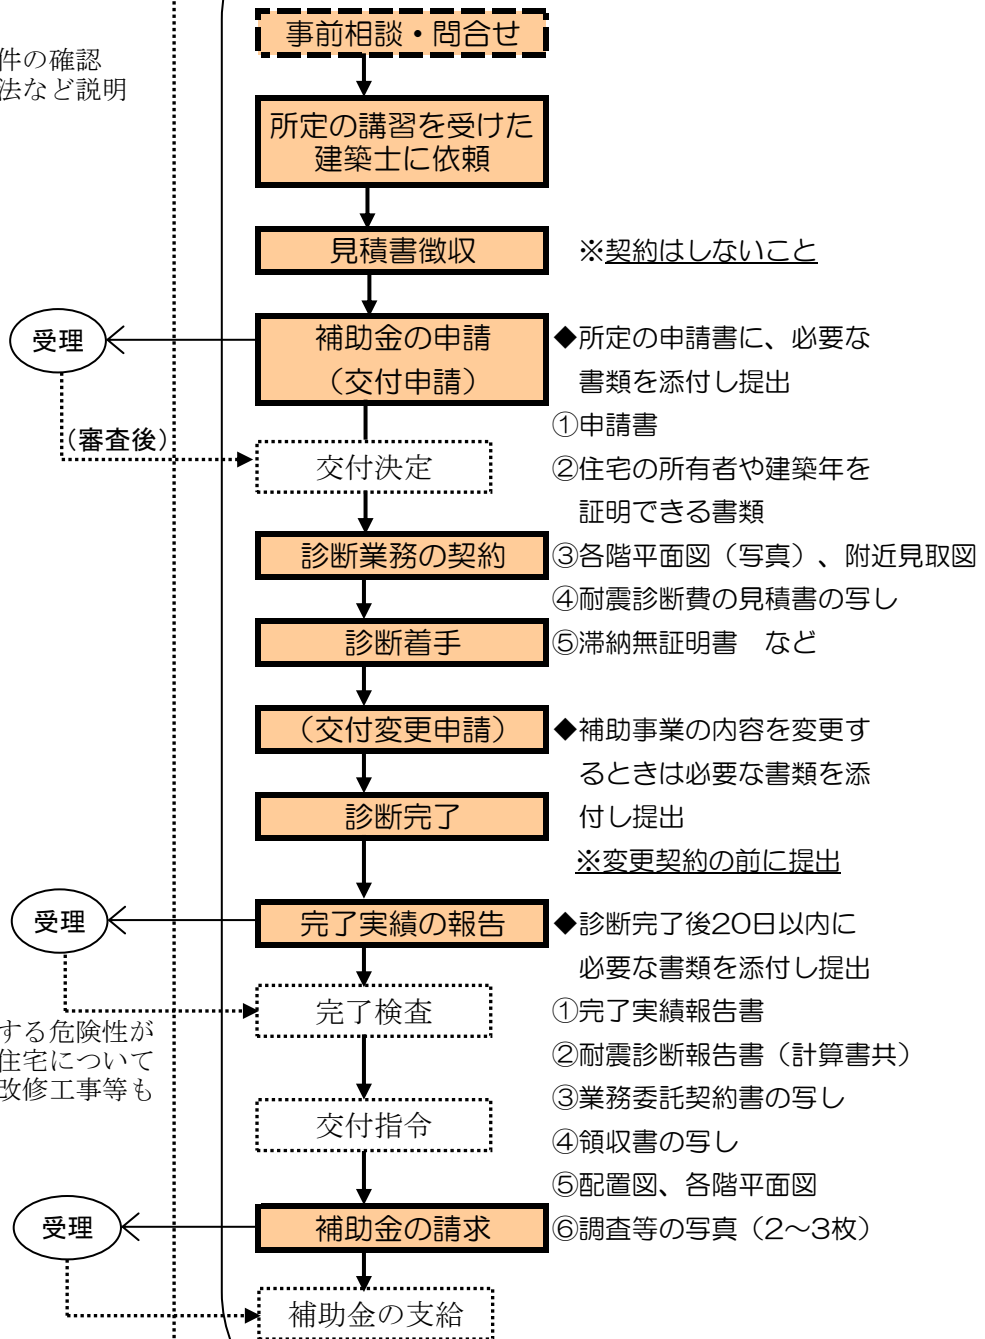 事前相談・問合せ
件の確認
法など説明
所定の講習を受けた
建築士に依頼
見積書徴収
※契約はしないこと
受理
補助金の申請
（交付申請）
◆所定の申請書に、必要な
書類を添付し提出
①申請書
（審査後）
交付決定
②住宅の所有者や建築年を
証明できる書類
診断業務の契約
③各階平面図（写真）、附近見取図
④耐震診断費の見積書の写し
診断着手
⑤滞納無証明書　など
（交付変更申請）
◆補助事業の内容を変更す
るときは必要な書類を添
付し提出
診断完了
※変更契約の前に提出
受理
完了実績の報告
◆診断完了後20日以内に
必要な書類を添付し提出
完了検査
①完了実績報告書
する危険性が
住宅について
改修工事等も
②耐震診断報告書（計算書共）
③業務委託契約書の写し
交付指令
④領収書の写し
⑤配置図、各階平面図
受理
補助金の請求
⑥調査等の写真（2～3枚）
補助金の支給